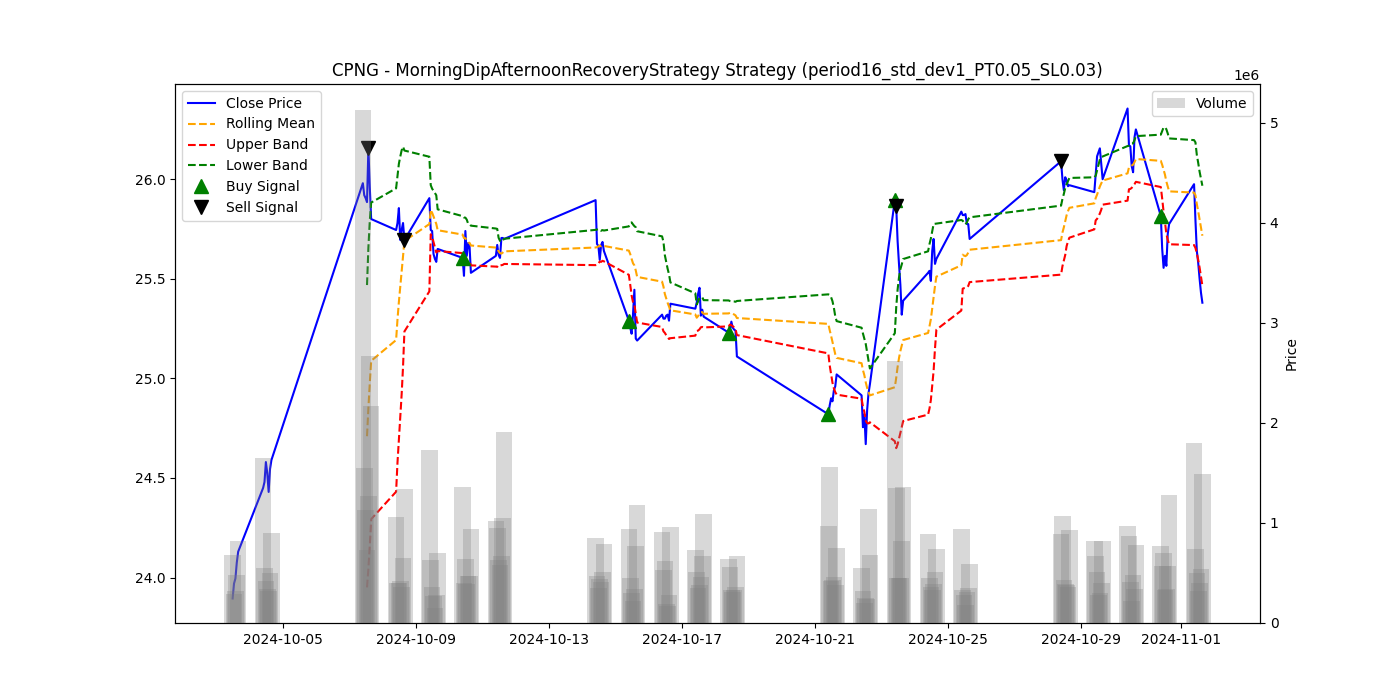 CPNG - MorningDipAfternoonRecoveryStrategy Strategy (period16_std_dev1_PT0.05_SL0.03)
1e6
Close Price
Rolling Mean
Upper Band
Lower Band
Buy Signal
Sell Signal
Volume
26.0
25.5
25.0
24.5
24.0
5
4
3
2
1
0
Price
2024-10-05
2024-10-09
2024-10-13
2024-10-17
2024-10-21
2024-10-25
2024-10-29
2024-11-01